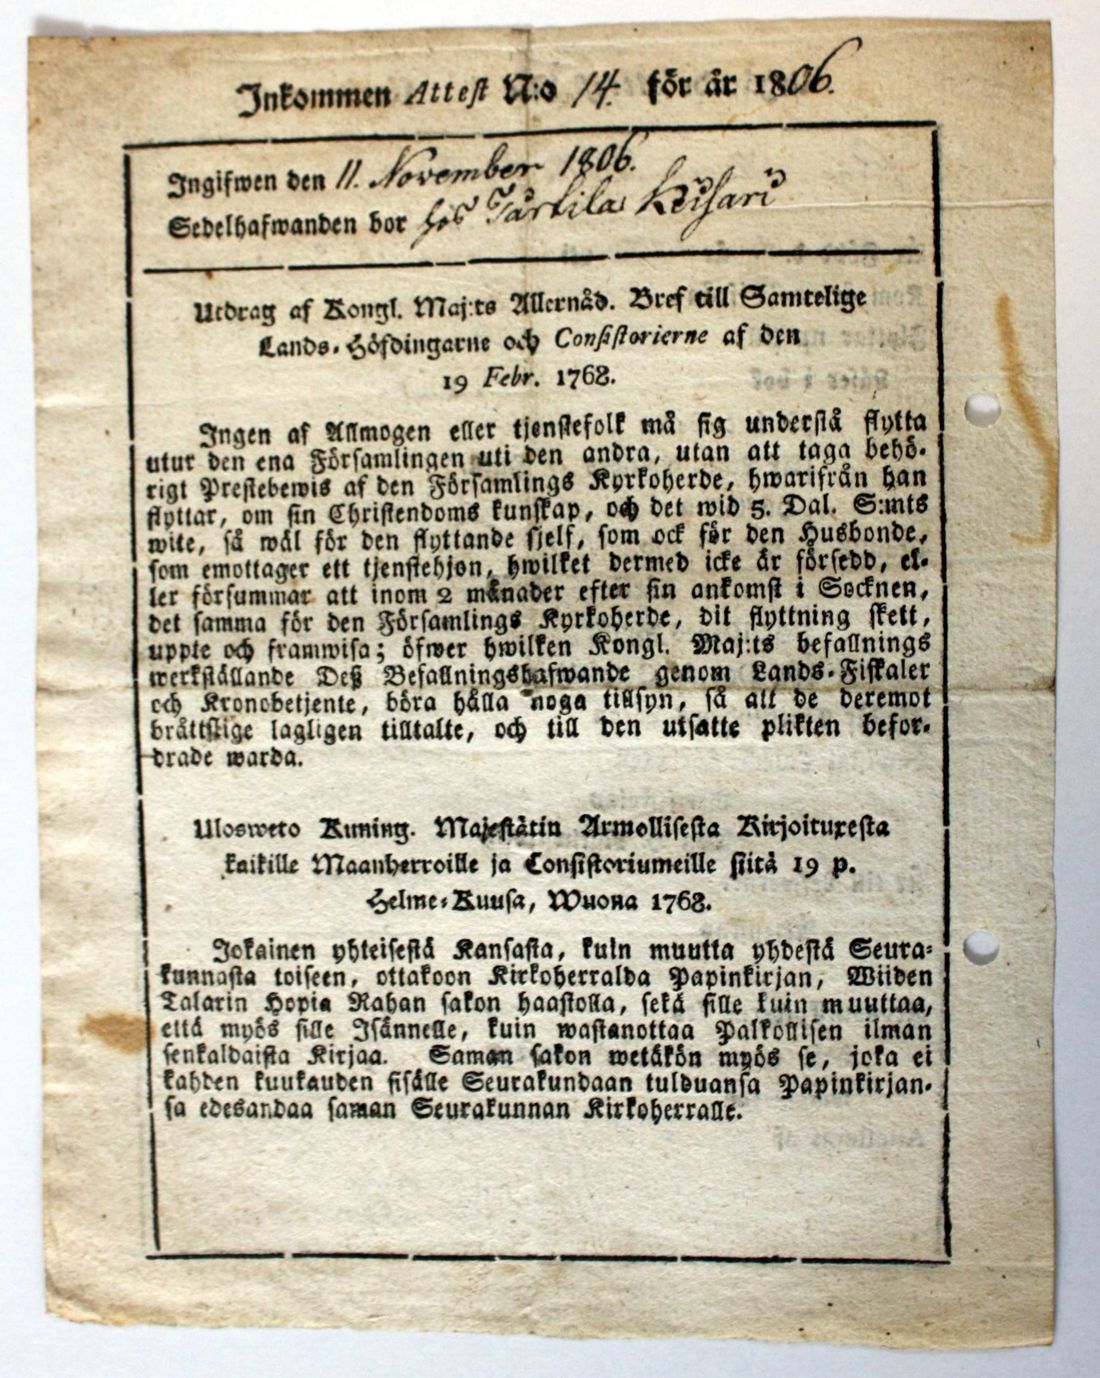 Inkommen Attest N:o 14. för år 1806.
Ingifwen den 11. November 1806.
Sedelhafwanden bor hos Tartila Keisari
Utdrag af Kongl. Maj:ts Allernåd. Bref till Samtelige
Lands-Höfdingarne och Consistorierne af den
19 Febr. 1768.
Ingen af Allmogen eller tjenstefolk må sig understå flytta
utur den ena Församlingen uti den andra, utan att taga behö-
rigt Prestebewis af den Församlings Kyrkoherde, hwarifrån han
flyttar, om sin Christendoms kunskap, och det wid 5. Dal. S:mts
wite, så wäl för den flyttande sjelf, som ock för den Husbonde,
som emottager ett tjenstehjon, hwilket dermed icke är försedd, el-
ler försummar att inom 2 månader efter sin ankomst i Socknen,
det samma för den Församlings Kyrkoherde, dit flyttning skett,
uppte och framwisa; öfwer hwilken Kongl. Maj:ts befallnings
werkställande Deß Befallningshafwande genom Lands-Fiskaler
och Kronobetjente, böra hålla noga tillsyn, så att de deremot
bråttslige lagligen tilltalte, och till den utsatte plikten befor-
drade warda.
Ulosweto Kuning. Majestätin Armollisesta Kirjoituxesta
kaikille Maanherroille ja Consistoriumeille siitä 19 p.
Helme-Kuusa, Wuona 1768.
Jokainen yhteisestä Kansasta, kuin muutta yhdestä Seura-
kunnasta toiseen, ottakoon Kirkoherralda Papinkirjan, Wiiden
Talarin Hopia Rahan sakon haastolla, sekä sille kuin muuttaa,
että myös sille Isännelle, kuin wastanottaa Palkollisen ilman
senkaldaista Kirjaa. Saman sakon wetäkön myös se, joka ei
kahden kuukauden sisälle Seurakundaan tulduansa Papinkirjan-
sa edesandaa saman Seurakunnan Kirkoherralle.